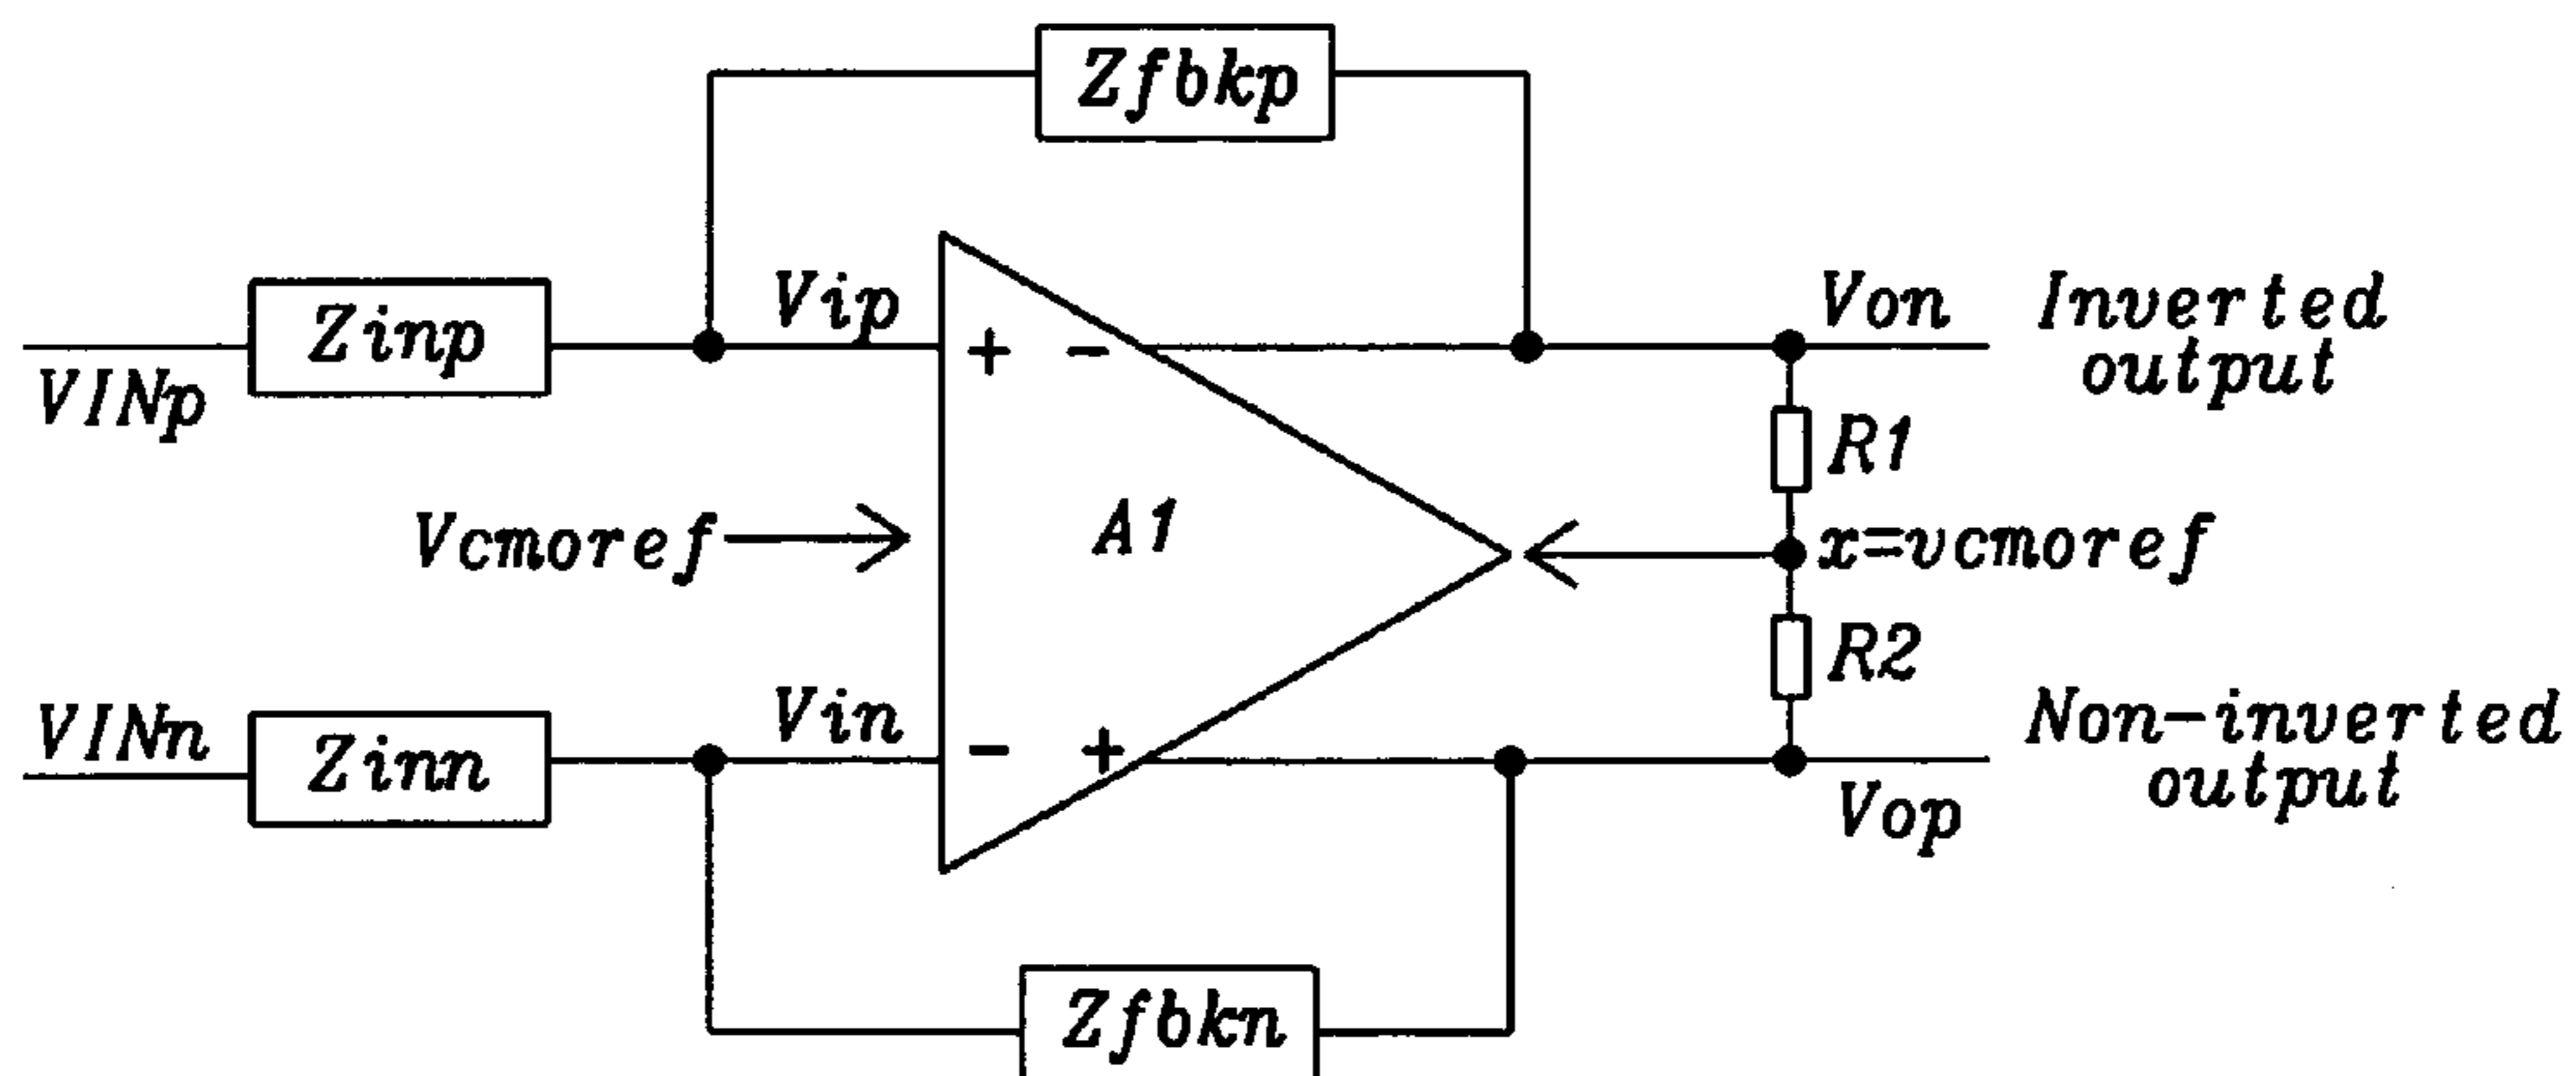 Zfbkp
Zinp
VINp
Vip
+ -
Von
Inverted
output
R1
Vcmoref
A1
x=vcmoref
R2
VINn
Zinn
Vin
- +
Vop
Non-inverted
output
Zfbkn